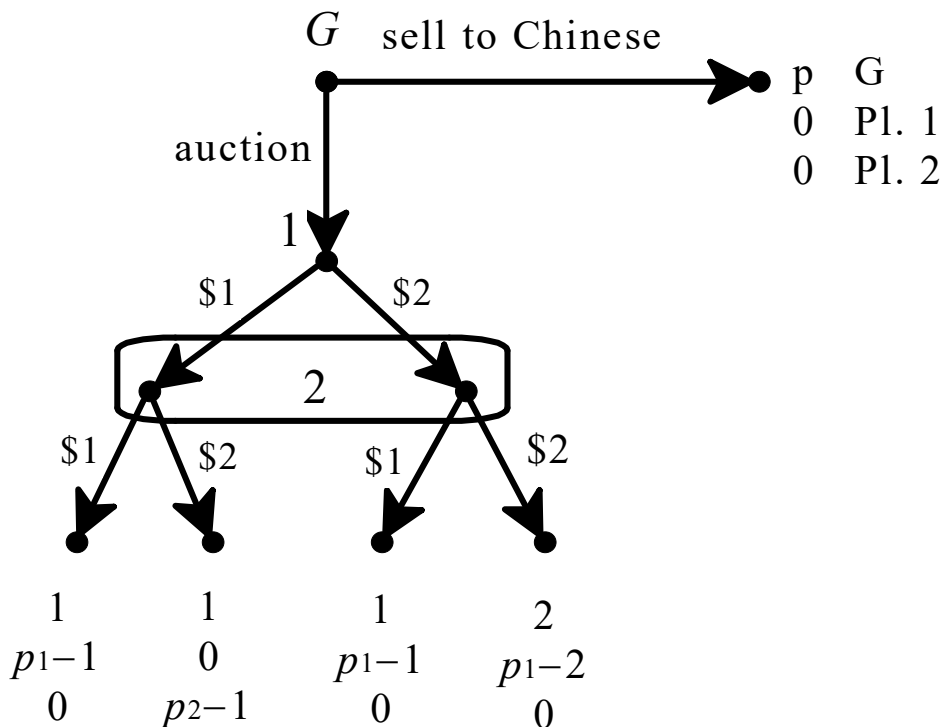 G sell to Chinese
p G
0 Pl. 1
0 Pl. 2
auction
1
$1 $2
2
$1 $2 $1 $2
1 1 1 2
p1−1 0 p1−1 p1−2
0 p2−1 0 0